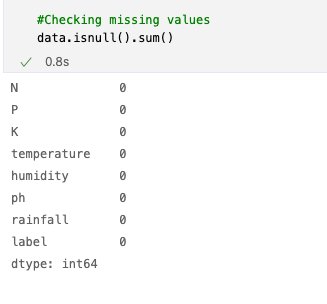 #Checking missing values
data.isnull().sum()
✓ 0.8s
N 0
P 0
K 0
temperature 0
humidity 0
ph 0
rainfall 0
label 0
dtype: int64